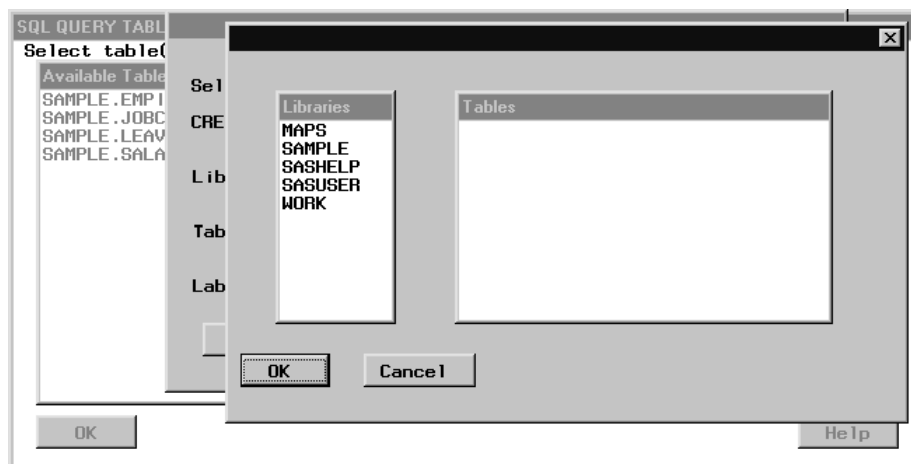 SQL QUERY TABL
Select table(
Available Table
SAMPLE.EMPI
SAMPLE.JOBC
SAMPLE.LEAV
SAMPLE.SALA
Sel
CRE
Lib
Tab
Lab
Libraries
MAPS
SAMPLE
SASHELP
SASUSER
WORK
Tables
OK
Cancel
OK
Help